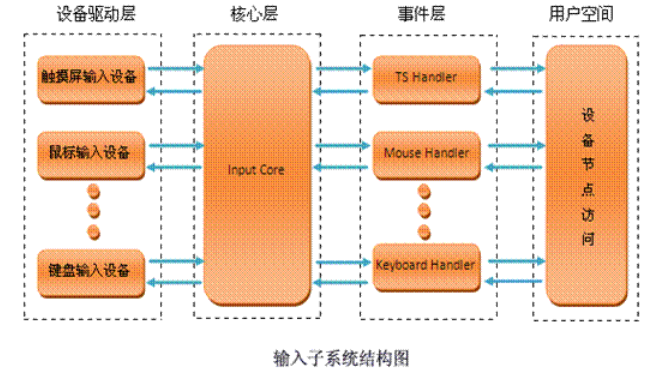 设备驱动层 核心层 事件层 用户空间
触摸屏输入设备
TS Handler
鼠标输入设备
Mouse Handler
Input Core
设备节点访问
键盘输入设备
Keyboard Handler
输入子系统结构图